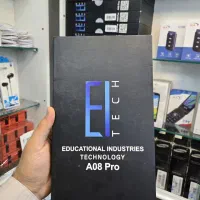 EI
TECH
EDUCATIONAL INDUSTRIES
TECHNOLOGY
A08 Pro